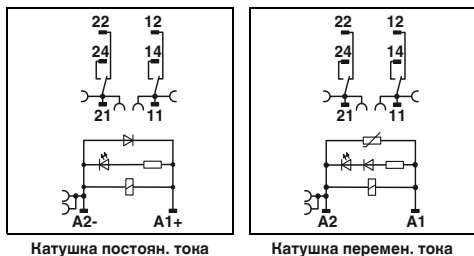 22 12
24 14
21 11
A2- A1+
Катушка постоян. тока
22 12
24 14
21 11
A2 A1
Катушка перемен. тока